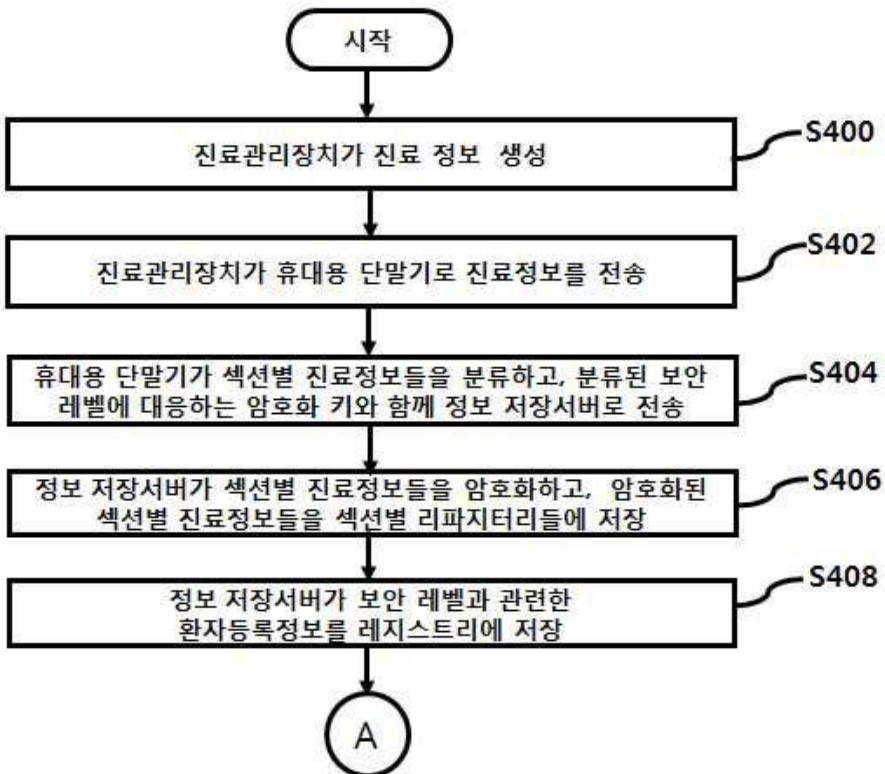 시작
진료관리장치가 진료 정보 생성
S400
진료관리장치가 휴대용 단말기로 진료정보를 전송
S402
휴대용 단말기가 섹션별 진료정보들을 분류하고, 분류된 보안
레벨에 대응하는 암호화 키와 함께 정보 저장서버로 전송
S404
정보 저장서버가 섹션별 진료정보들을 암호화하고, 암호화된
섹션별 진료정보들을 섹션별 리파지터리들에 저장
S406
정보 저장서버가 보안 레벨과 관련한
환자등록정보를 레지스트리에 저장
S408
A